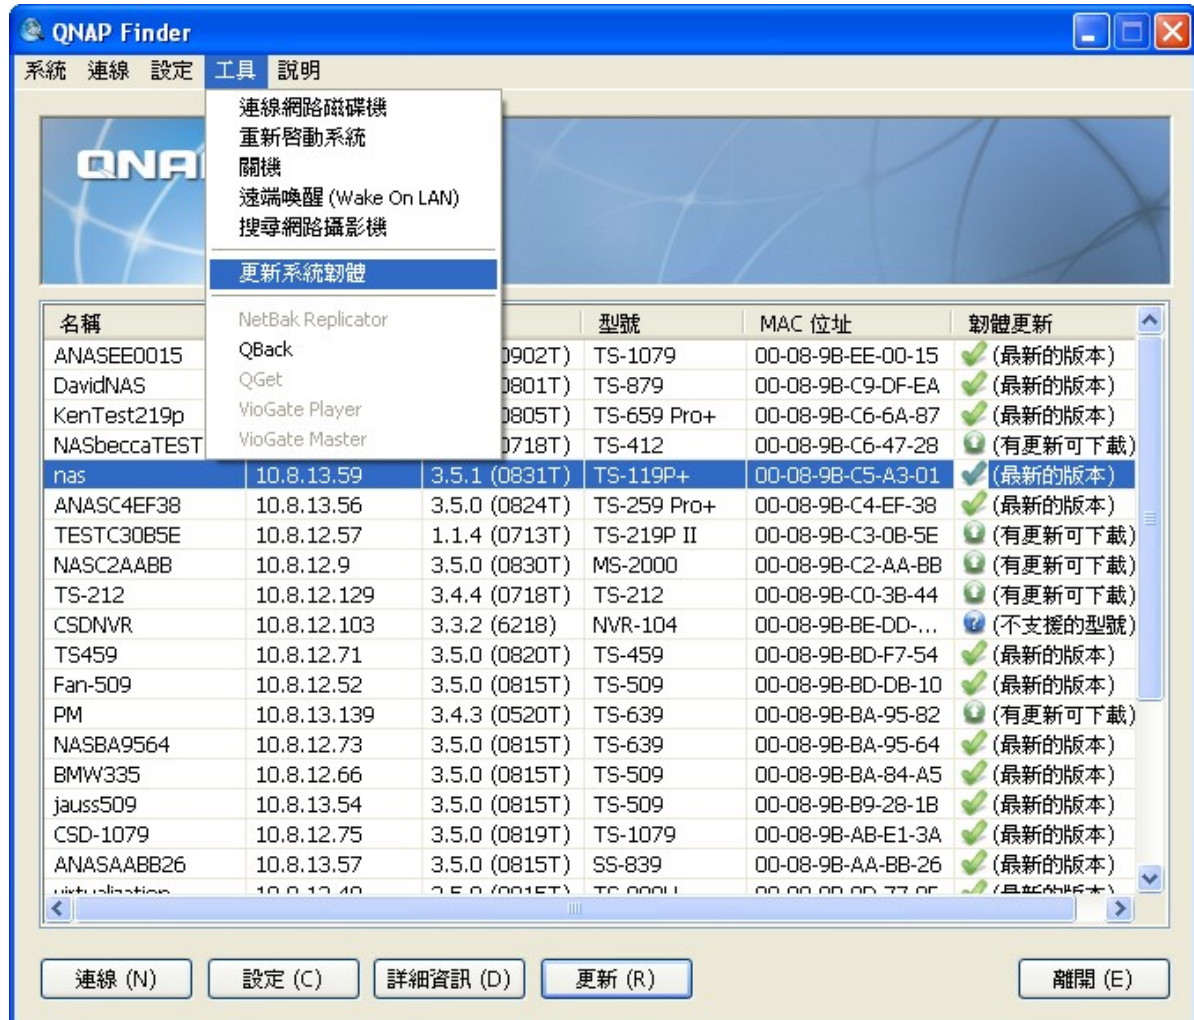 QNAP Finder
系統 連線 設定 工具 說明
連線網路磁碟機
重新啓動系統
關機
遠端喚醒 (Wake On LAN)
搜尋網路攝影機
更新系統韌體
NetBak Replicator
QBack
QGet
VioGate Player
VioGate Master
QNAP
名稱 型號 MAC 位址 韌體更新
ANASEE0015 0902T) TS-1079 00-08-9B-EE-00-15 (最新的版本)
DavidNAS 0801T) TS-879 00-08-9B-C9-DF-EA (最新的版本)
KenTest219p 0805T) TS-659 Pro+ 00-08-9B-C6-6A-87 (最新的版本)
NASbeccaTEST 0718T) TS-412 00-08-9B-C6-47-28 (有更新可下載)
nas 10.8.13.59 3.5.1 (0831T) TS-119P+ 00-08-9B-C5-A3-01 (最新的版本)
ANASC4EF38 10.8.13.56 3.5.0 (0824T) TS-259 Pro+ 00-08-9B-C4-EF-38 (最新的版本)
TESTC30B5E 10.8.12.57 1.1.4 (0713T) TS-219P II 00-08-9B-C3-0B-5E (有更新可下載)
NASC2AABB 10.8.12.9 3.5.0 (0830T) MS-2000 00-08-9B-C2-AA-BB (有更新可下載)
TS-212 10.8.12.129 3.4.4 (0718T) TS-212 00-08-9B-C0-3B-44 (有更新可下載)
CSDNVR 10.8.12.103 3.3.2 (6218) NVR-104 00-08-9B-BE-DD-... (不支援的型號)
TS459 10.8.12.71 3.5.0 (0820T) TS-459 00-08-9B-BD-F7-54 (最新的版本)
Fan-509 10.8.12.52 3.5.0 (0815T) TS-509 00-08-9B-BD-DB-10 (最新的版本)
PM 10.8.13.139 3.4.3 (0520T) TS-639 00-08-9B-BA-95-82 (有更新可下載)
NASBA9564 10.8.12.73 3.5.0 (0815T) TS-639 00-08-9B-BA-95-64 (最新的版本)
BMW335 10.8.12.66 3.5.0 (0815T) TS-509 00-08-9B-BA-84-A5 (最新的版本)
jauss509 10.8.13.54 3.5.0 (0815T) TS-509 00-08-9B-B9-28-1B (最新的版本)
CSD-1079 10.8.12.75 3.5.0 (0819T) TS-1079 00-08-9B-AB-E1-3A (最新的版本)
ANASAABB26 10.8.13.57 3.5.0 (0815T) SS-839 00-08-9B-AA-BB-26 (最新的版本)
連線 (N) 設定 (C) 詳細資訊 (D) 更新 (R) 離開 (E)